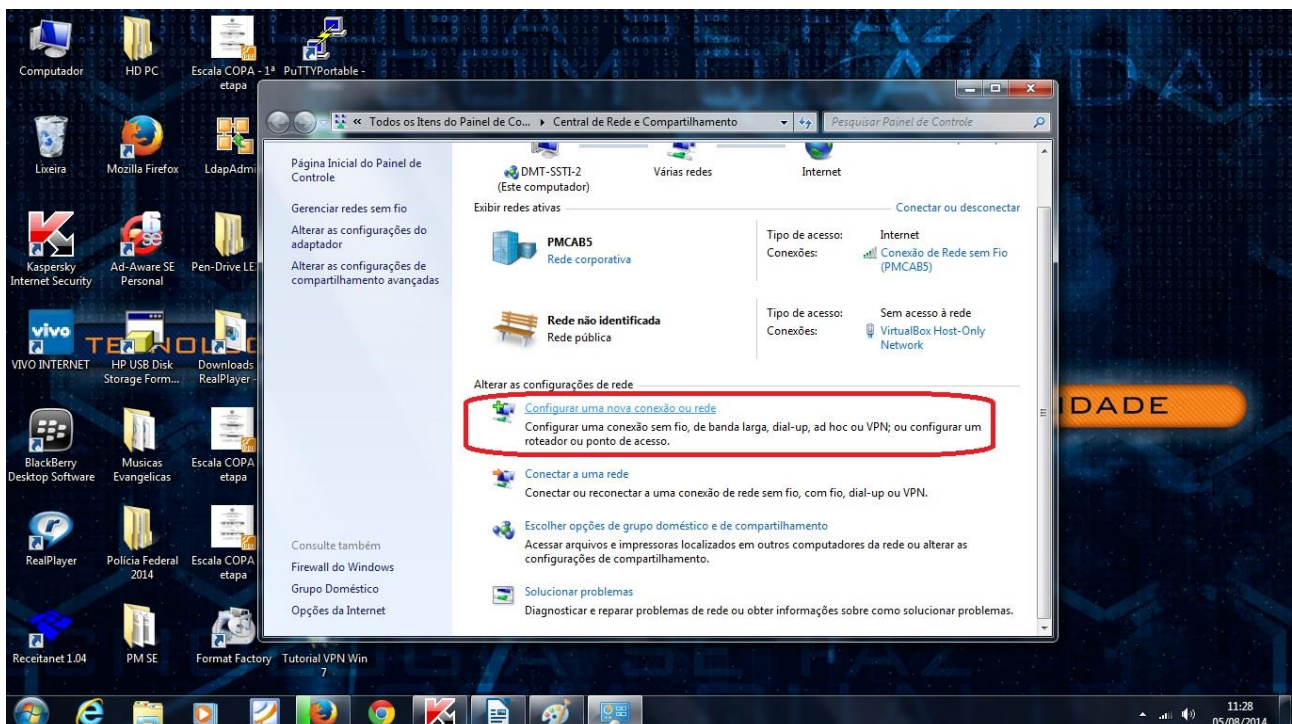 Computador
HD PC
Escala COPA - 1ª
etapa
PuTTYPortable -
Lixeira
Mozilla Firefox
LdapAdmi
Kaspersky
Internet Security
Ad-Aware SE
Personal
Pen-Drive LE
vivo
VIVO INTERNET
HP USB Disk
Storage Form...
Downloads
RealPlayer -
BlackBerry
Desktop Software
Musicas
Evangelicas
Escala COPA
etapa
RealPlayer
Polícia Federal
2014
Escala COPA
etapa
Receitanet 1.04
PM SE
Format Factory
Tutorial VPN Win
7
« Todos os Itens do Painel de Co... Central de Rede e Compartilhamento
Pesquisar Painel de Controle
Página Inicial do Painel de
Controle
Gerenciar redes sem fio
Alterar as configurações do
adaptador
Alterar as configurações de
compartilhamento avançadas
Consulte também
Firewall do Windows
Grupo Doméstico
Opções da Internet
DMT-SSTI-2
(Este computador)
Várias redes
Internet
Exibir redes ativas
Conectar ou desconectar
PMCAB5
Rede corporativa
Tipo de acesso: Internet
Conexões: Conexão de Rede sem Fio
(PMCAB5)
Rede não identificada
Rede pública
Tipo de acesso: Sem acesso à rede
Conexões: VirtualBox Host-Only
Network
Alterar as configurações de rede
Configurar uma nova conexão ou rede
Configurar uma conexão sem fio, de banda larga, dial-up, ad hoc ou VPN; ou configurar um
roteador ou ponto de acesso.
Conectar a uma rede
Conectar ou reconectar a uma conexão de rede sem fio, com fio, dial-up ou VPN.
Escolher opções de grupo doméstico e de compartilhamento
Acessar arquivos e impressoras localizados em outros computadores da rede ou alterar as
configurações de compartilhamento.
Solucionar problemas
Diagnosticar e reparar problemas de rede ou obter informações sobre como solucionar problemas.
IDADE
11:28
05/08/2014